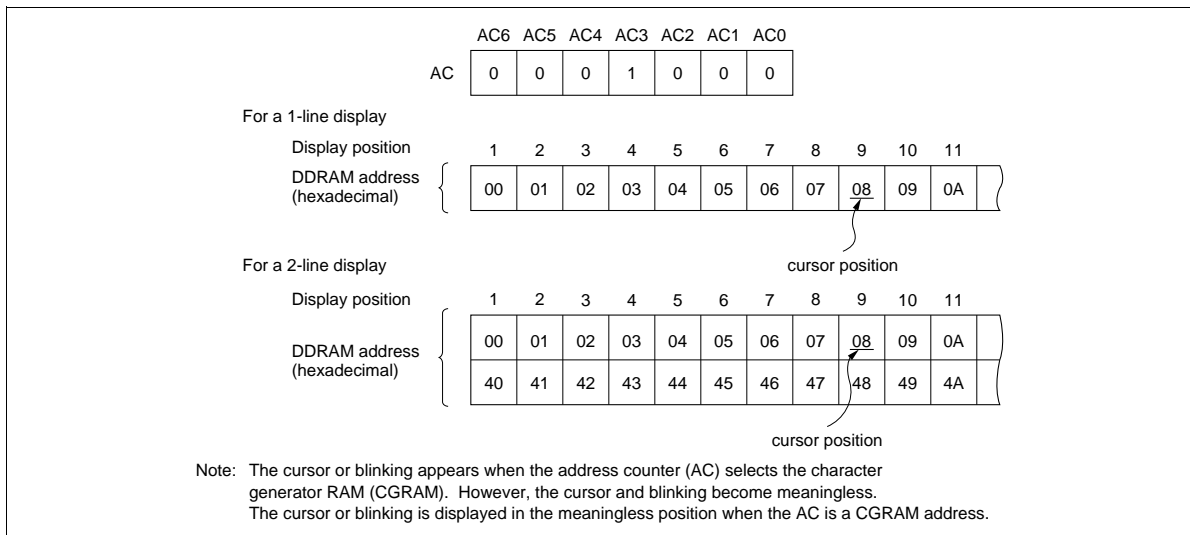 AC6 AC5 AC4 AC3 AC2 AC1 AC0
AC 0 0 0 1 0 0 0
For a 1-line display
Display position 1 2 3 4 5 6 7 8 9 10 11
DDRAM address
(hexadecimal)
00 01 02 03 04 05 06 07 08 09 0A
cursor position
For a 2-line display
Display position 1 2 3 4 5 6 7 8 9 10 11
DDRAM address
(hexadecimal)
00 01 02 03 04 05 06 07 08 09 0A
40 41 42 43 44 45 46 47 48 49 4A
cursor position
Note: The cursor or blinking appears when the address counter (AC) selects the character
generator RAM (CGRAM). However, the cursor and blinking become meaningless.
The cursor or blinking is displayed in the meaningless position when the AC is a CGRAM address.